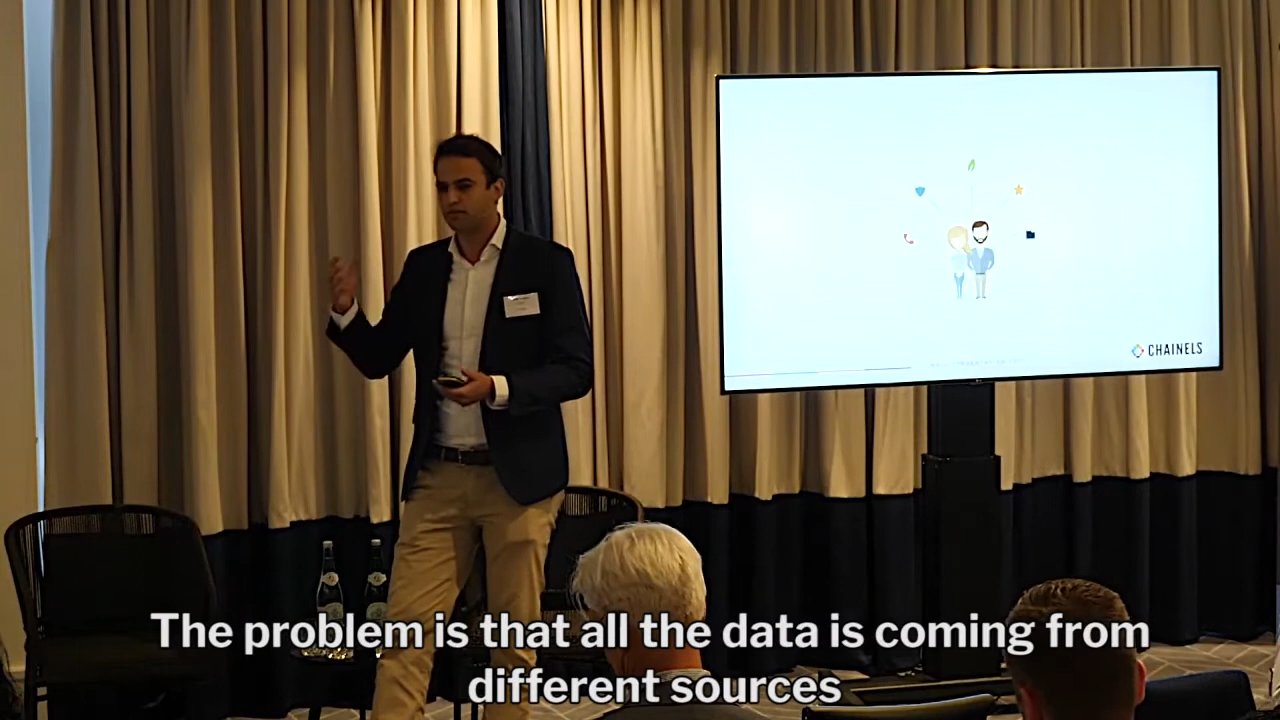 CHAINELS
The problem is that all the data is coming from
different sources